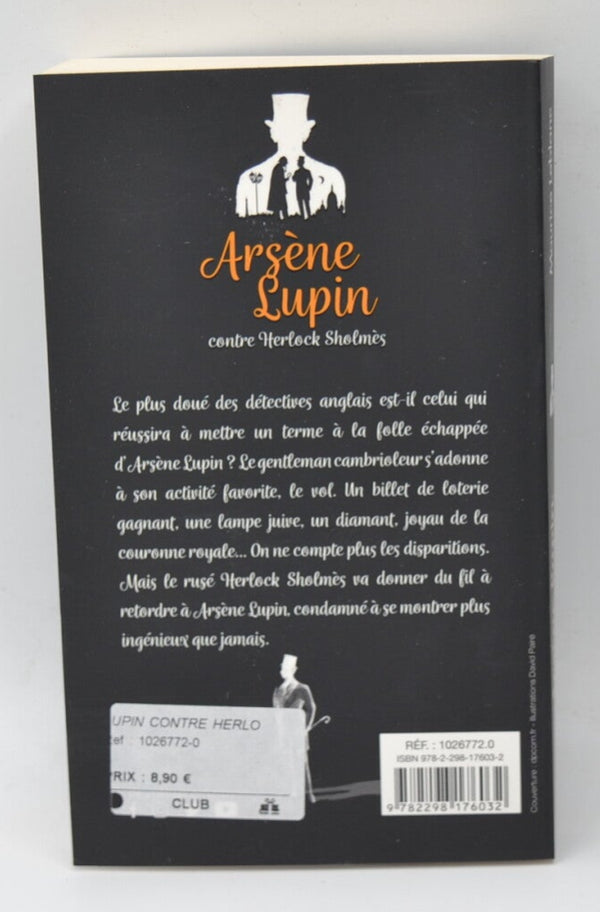 Arsène
Lupin
contre Herlock Sholmès
Le plus doué des détectives anglais est-il celui qui
réussira à mettre un terme à la folle échappée
d'Arsène Lupin ? Le gentleman cambrioleur s'adonne
à son activité favorite, le vol. Un billet de loterie
gagnant, une lampe juive, un diamant, joyau de la
couronne royale... On ne compte plus les disparitions.
Mais le rusé Herlock Sholmès va donner du fil à
retordre à Arsène Lupin, condamné à se montrer plus
ingénieux que jamais.
UPIN CONTRE HERLO
ef : 1026772-0
PRIX : 8,90 €
CLUB
RÉF. : 1026772.0
ISBN 978-2-298-17603-2
9 782298 176032
Couverture : dpcom.fr - Illustrations David Paire